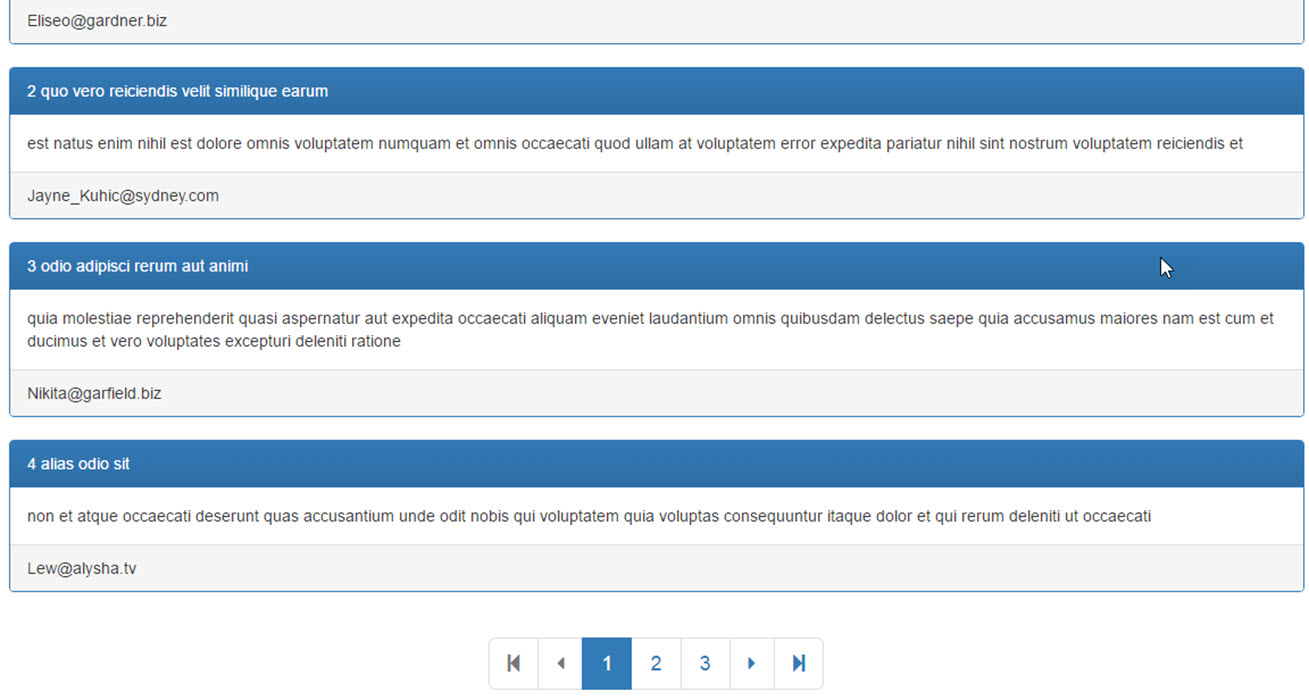 Eliseo@gardner.biz
2 quo vero reiciendis velit similique earum
est natus enim nihil est dolore omnis voluptatem numquam et omnis occaecati quod ullam at voluptatem error expedita pariatur nihil sint nostrum voluptatem reiciendis et
Jayne_Kuhic@sydney.com
3 odio adipisci rerum aut animi
quia molestiae reprehenderit quasi aspernatur aut expedita occaecati aliquam eveniet laudantium omnis quibusdam delectus saepe quia accusamus maiores nam est cum et
ducimus et vero voluptates excepturi deleniti ratione
Nikita@garfield.biz
4 alias odio sit
non et atque occaecati deserunt quas accusantium unde odit nobis qui voluptatem quia voluptas consequuntur itaque dolor et qui rerum deleniti ut occaecati
Lew@alysha.tv
1 2 3